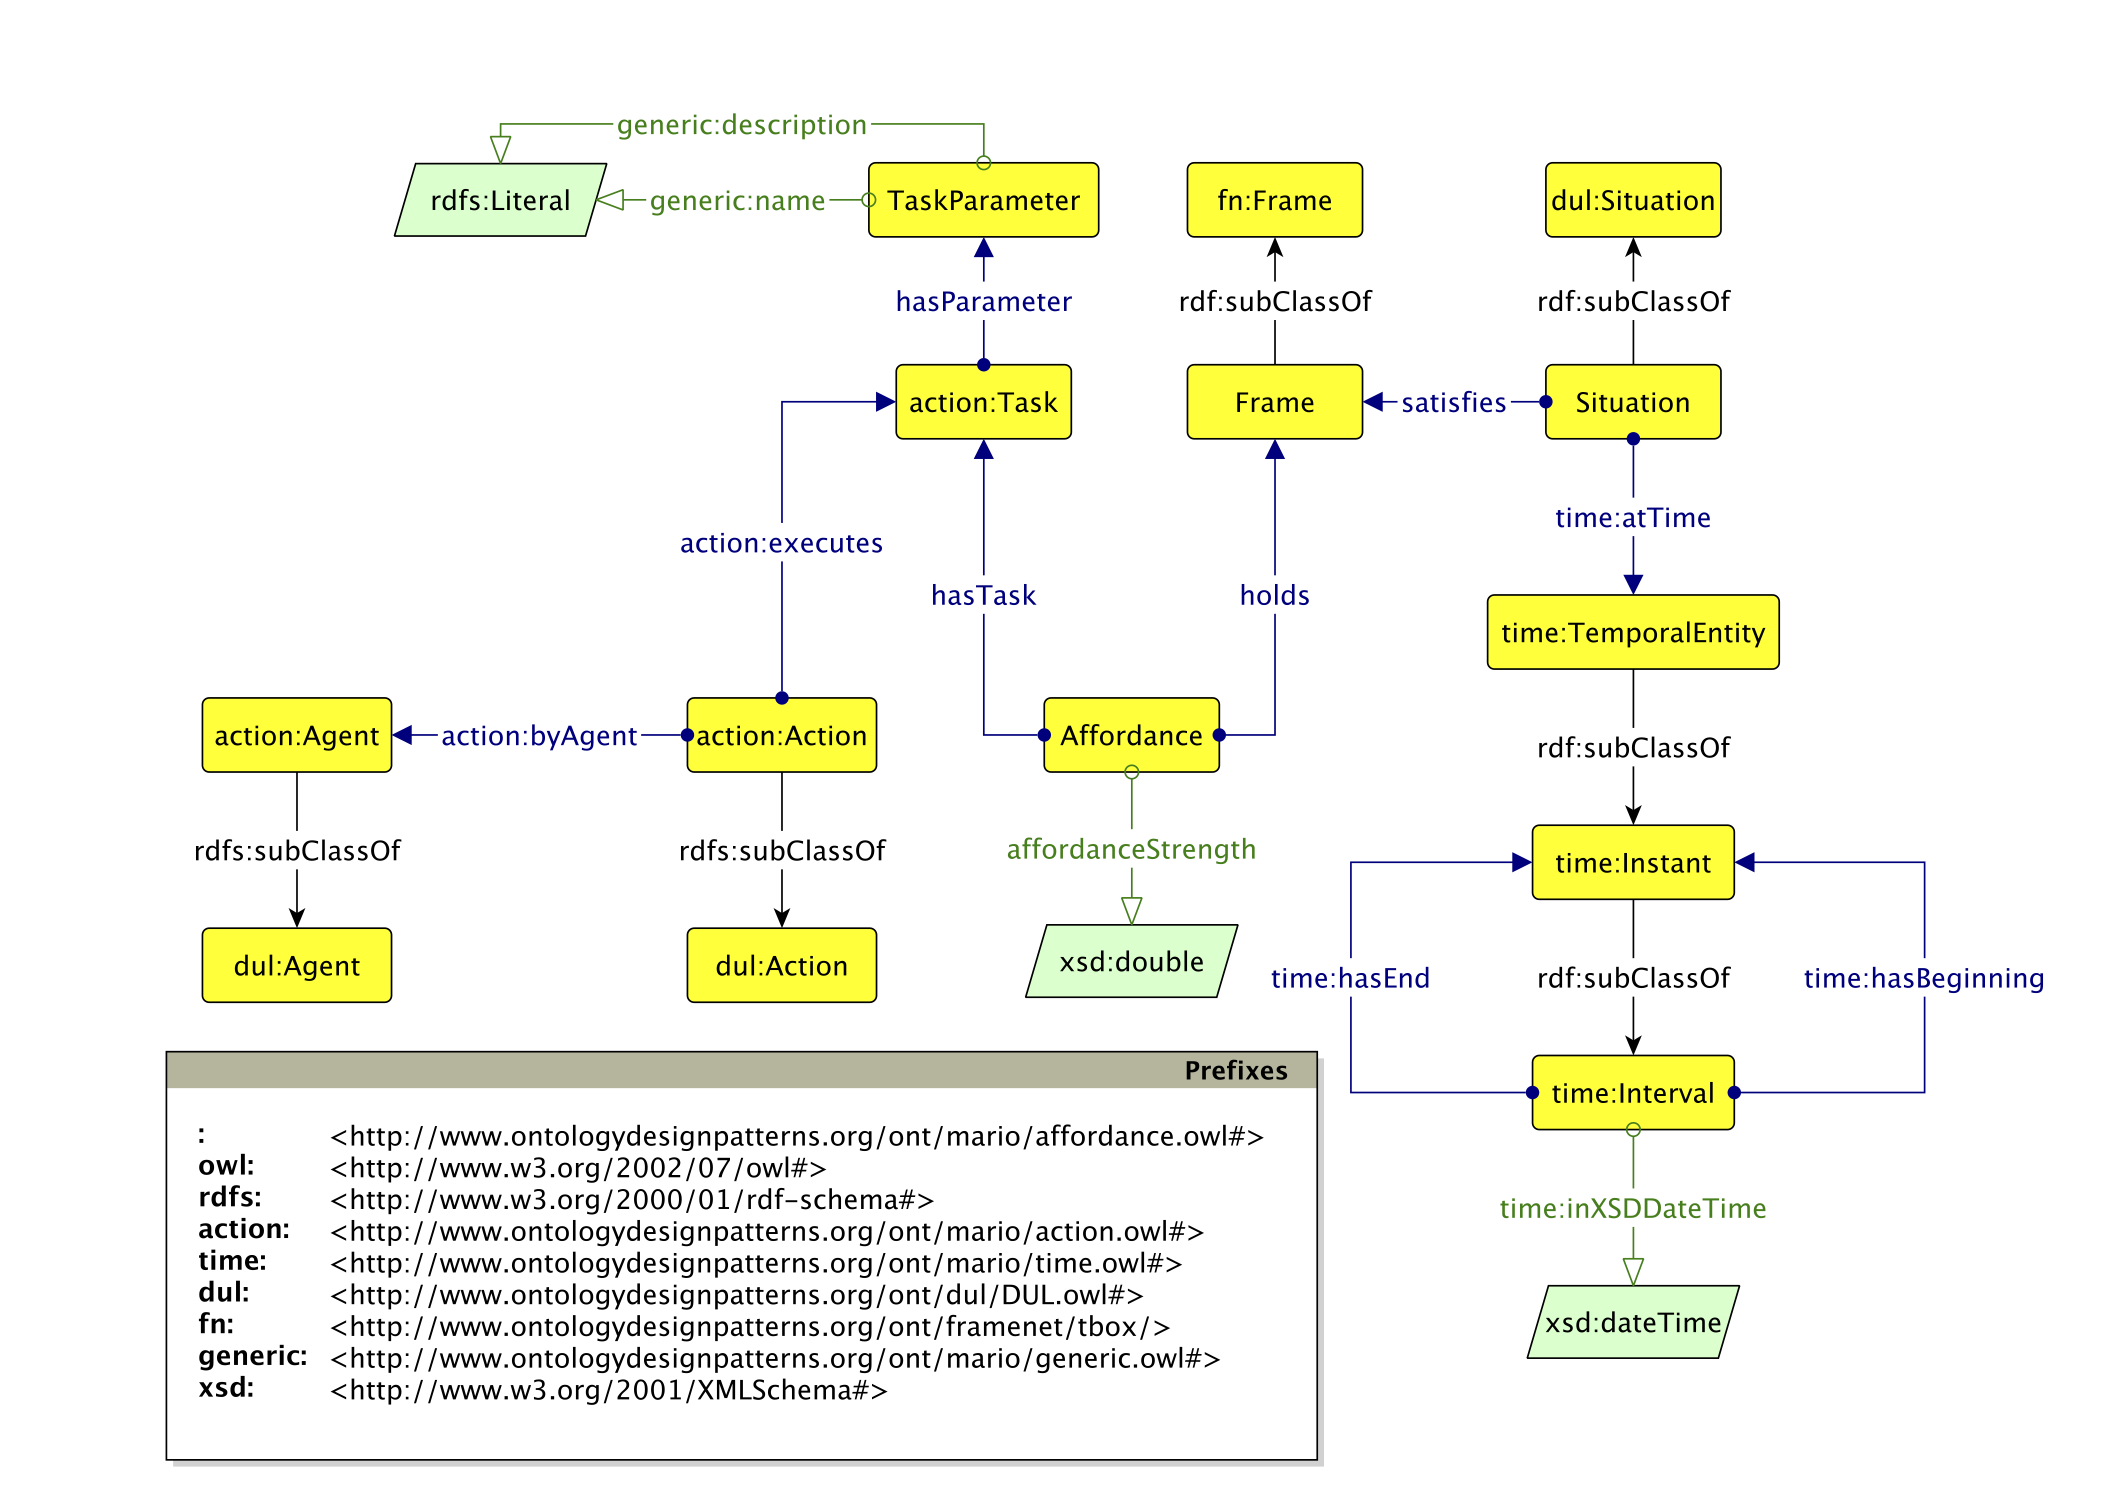 generic:description
rdfs:Literal
generic:name
TaskParameter
fn:Frame
dul:Situation
hasParameter
rdf:subClassOf
rdf:subClassOf
action:Task
Frame
satisfies
Situation
time:atTime
action:executes
hasTask
holds
time:TemporalEntity
action:Agent
action:byAgent
action:Action
Affordance
rdf:subClassOf
rdfs:subClassOf
rdfs:subClassOf
affordanceStrength
time:Instant
dul:Agent
dul:Action
xsd:double
time:hasEnd
rdf:subClassOf
time:hasBeginning
time:Interval
time:inXSDDateTime
xsd:dateTime
Prefixes
: <http://www.ontologydesignpatterns.org/ont/mario/affordance.owl#>
owl: <http://www.w3.org/2002/07/owl#>
rdfs: <http://www.w3.org/2000/01/rdf-schema#>
action: <http://www.ontologydesignpatterns.org/ont/mario/action.owl#>
time: <http://www.ontologydesignpatterns.org/ont/mario/time.owl#>
dul: <http://www.ontologydesignpatterns.org/ont/dul/DUL.owl#>
fn: <http://www.ontologydesignpatterns.org/ont/framenet/tbox/>
generic: <http://www.ontologydesignpatterns.org/ont/mario/generic.owl#>
xsd: <http://www.w3.org/2001/XMLSchema#>